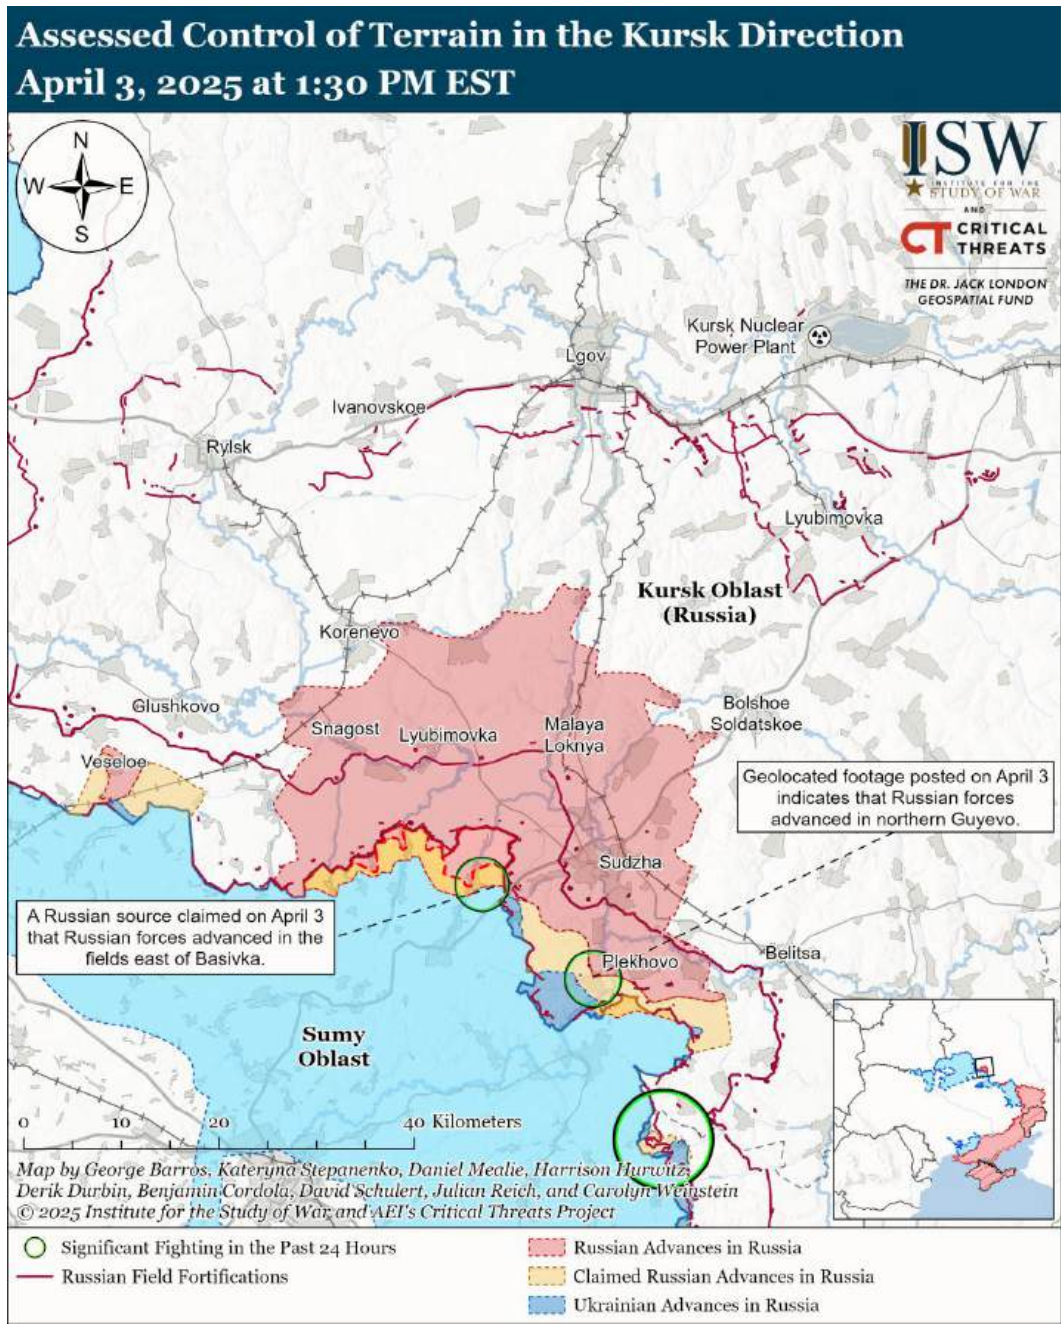 Assessed Control of Terrain in the Kursk Direction
April 3, 2025 at 1:30 PM EST
N
W
E
S
ISW
INSTITUTE FOR THE
STUDY OF WAR
AND
CT CRITICAL
THREATS
THE DR. JACK LONDON
GEOSPATIAL FUND
Kursk Nuclear
Power Plant
Lgov
Ivanovskoe
Rylsk
Lyubimovka
Kursk Oblast
(Russia)
Korenevo
Glushkovo
Snagost
Lyubimovka
Malaya
Loknya
Bolshoe
Soldatskoe
Veseloe
Geolocated footage posted on April 3
indicates that Russian forces
advanced in northern Guyevo.
Sudzha
A Russian source claimed on April 3
that Russian forces advanced in the
fields east of Basivka.
Plekhovo
Belitsa
Sumy
Oblast
0
10
20
40 Kilometers
Map by George Barros, Kateryna Stepanenko, Daniel Mealie, Harrison Hurwitz,
Derik Durbin, Benjamin Cordola, David Schulert, Julian Reich, and Carolyn Weinstein
© 2025 Institute for the Study of War and AEI's Critical Threats Project
Significant Fighting in the Past 24 Hours
Russian Field Fortifications
Russian Advances in Russia
Claimed Russian Advances in Russia
Ukrainian Advances in Russia